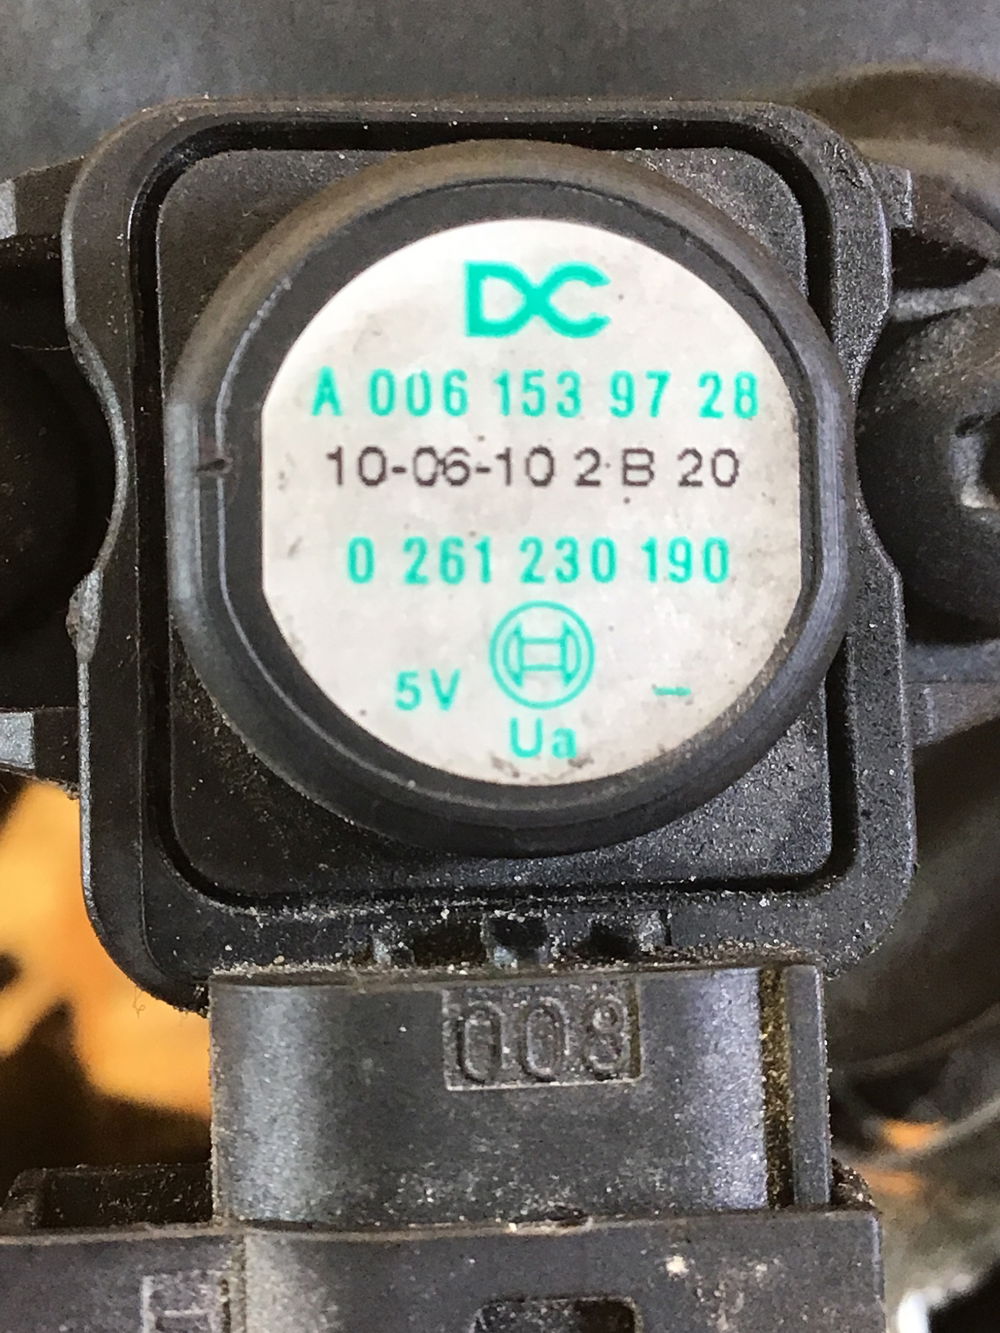 DC
A 006 153 97 28
10-06-10 2 B 20
0 261 230 190
5V Ua -
008